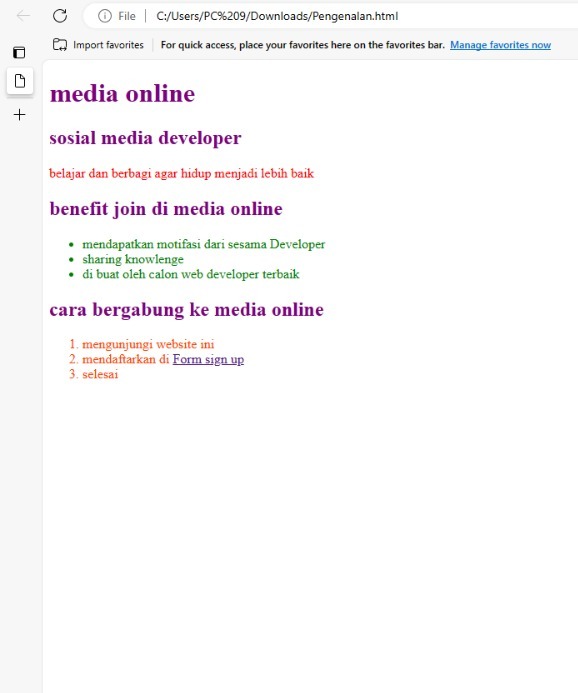 File | C:/Users/PC%209/Downloads/Pengenalan.html
Import favorites | For quick access, place your favorites here on the favorites bar. Manage favorites now
media online
sosial media developer
belajar dan berbagi agar hidup menjadi lebih baik
benefit join di media online
• mendapatkan motifasi dari sesama Developer
• sharing knowlenge
• di buat oleh calon web developer terbaik
cara bergabung ke media online
1. mengunjungi website ini
2. mendaftarkan di Form sign up
3. selesai